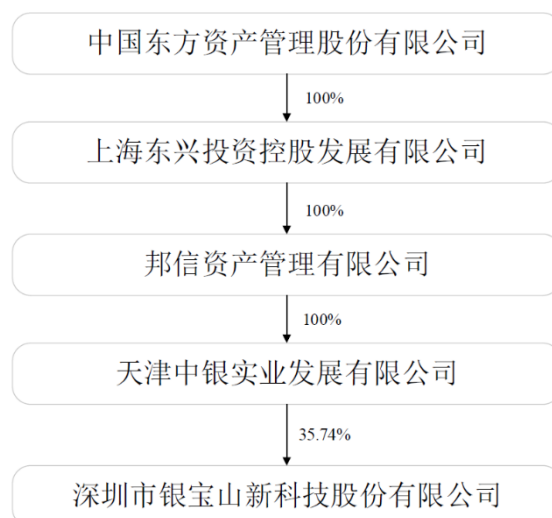 中国东方资产管理股份有限公司
100%
上海东兴投资控股发展有限公司
100%
邦信资产管理有限公司
100%
天津中银实业发展有限公司
35.74%
深圳市银宝山新科技股份有限公司